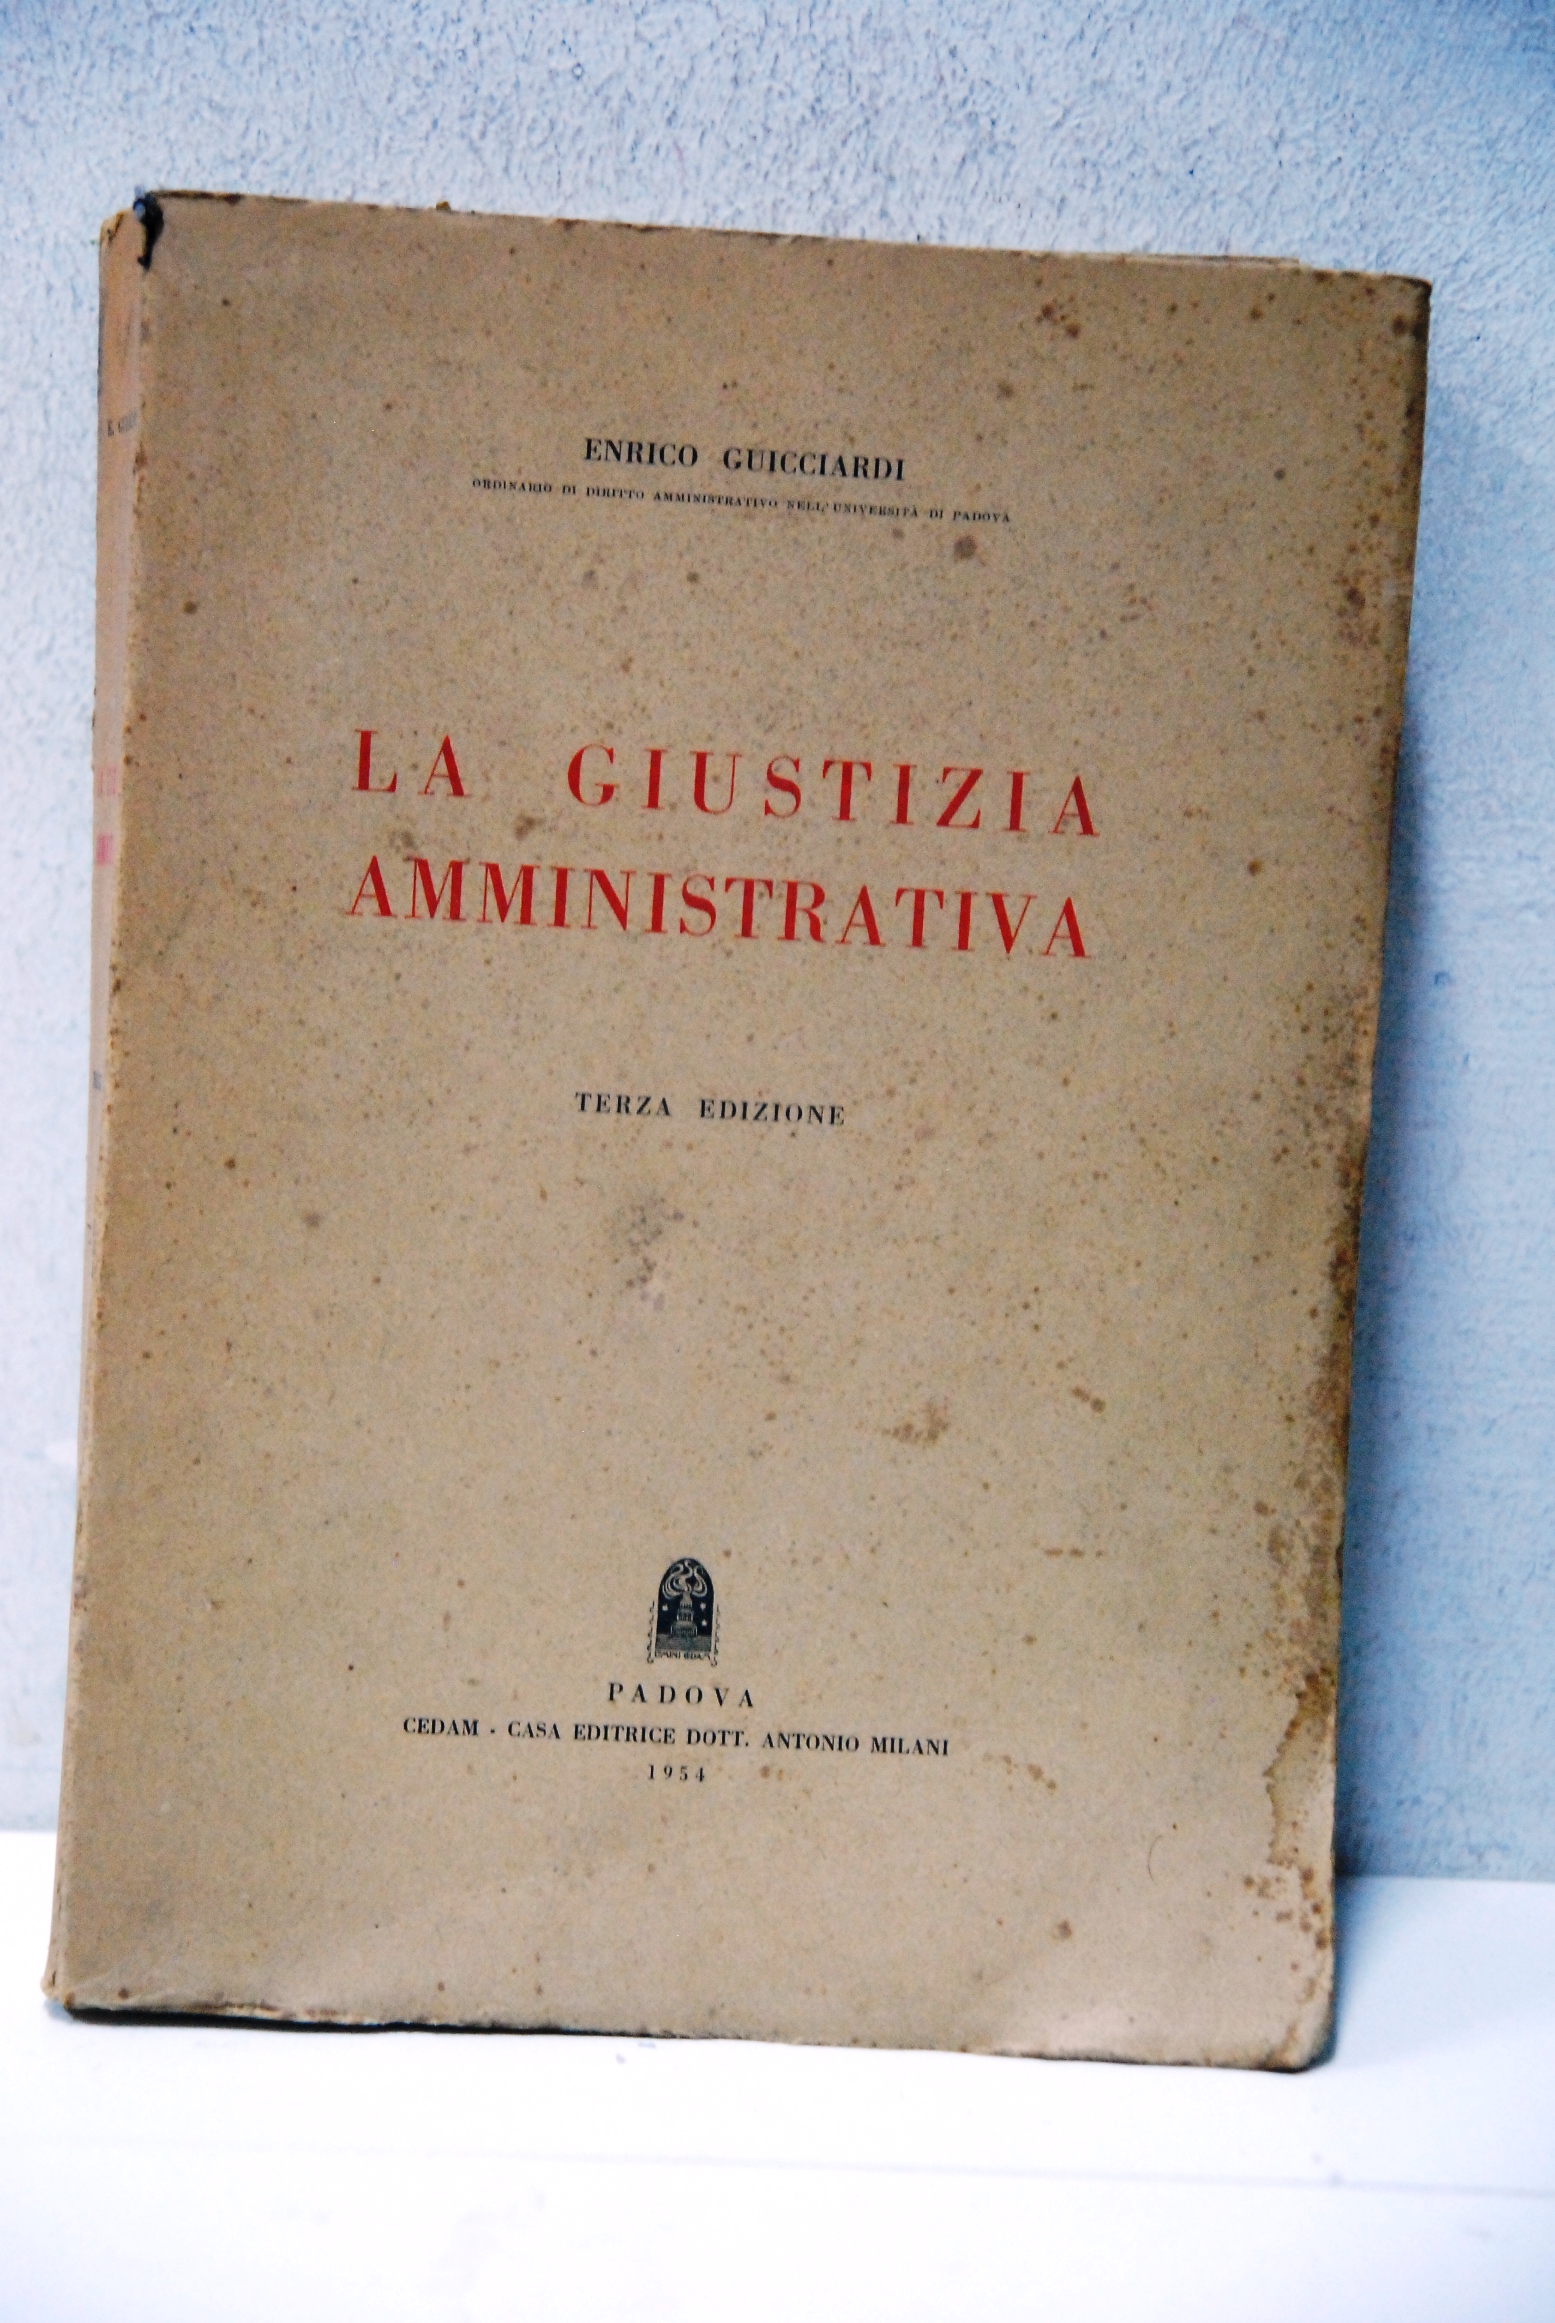 ENRICO GUICCIARDI
ORDINARIO DI DIRITTO AMMINISTRATIVO NELL'UNIVERSITÀ DI PADOVA
LA GIUSTIZIA
AMMINISTRATIVA
TERZA EDIZIONE
PADOVA
CEDAM - CASA EDITRICE DOTT. ANTONIO MILANI
1954